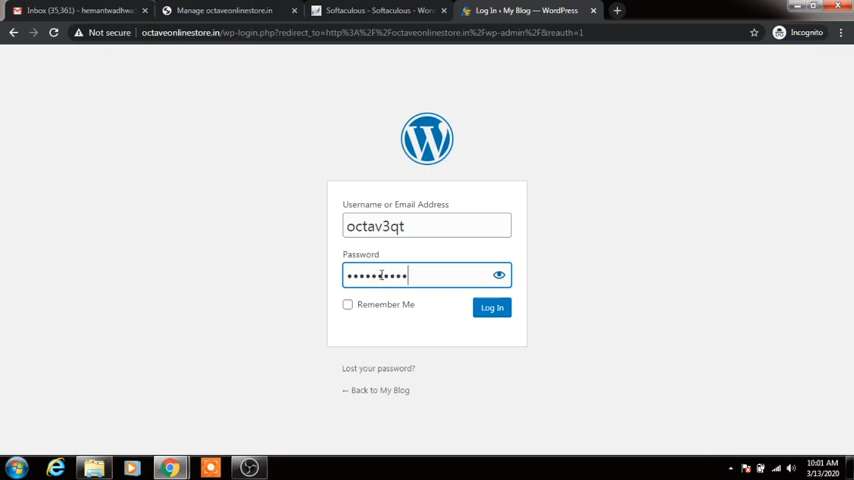 Inbox (35,361) - hemantwadhwa
Manage octaveonlinestore.in
Softaculous - Softaculous - Wor
Log In ‹ My Blog — WordPress
Not secure
octaveonlinestore.in/wp-login.php?redirect_to=http%3A%2F%2Foctaveonlinestore.in%2Fwp-admin%2F&reauth=1
Incognito
Username or Email Address
octav3qt
Password
••••••••••
Remember Me
Log In
Lost your password?
← Back to My Blog
10:01 AM
3/13/2020